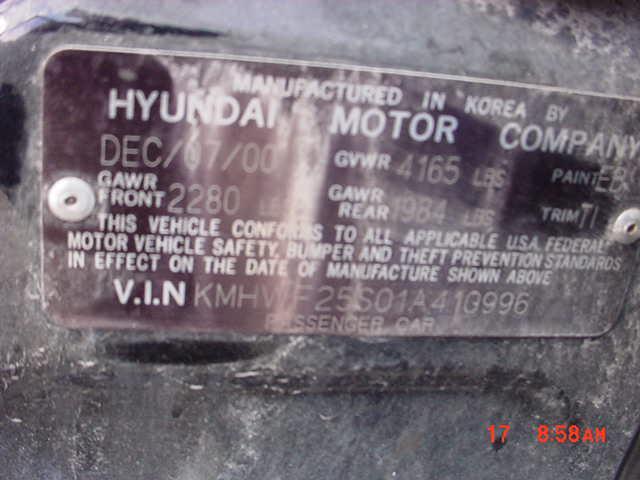 MANUFACTURED IN KOREA BY
HYUNDAI MOTOR COMPANY
DEC/07/00 GVWR 4165 LBS PAINT EB
GAWR FRONT 2280 LBS GAWR REAR 1984 LBS TRIM TI
THIS VEHICLE CONFORMS TO ALL APPLICABLE U.S.A. FEDERAL
MOTOR VEHICLE SAFETY, BUMPER AND THEFT PREVENTION STANDARDS
IN EFFECT ON THE DATE OF MANUFACTURE SHOWN ABOVE
V.I.N KMHWF25S01A410996
PASSENGER CAR
17 8:58AM